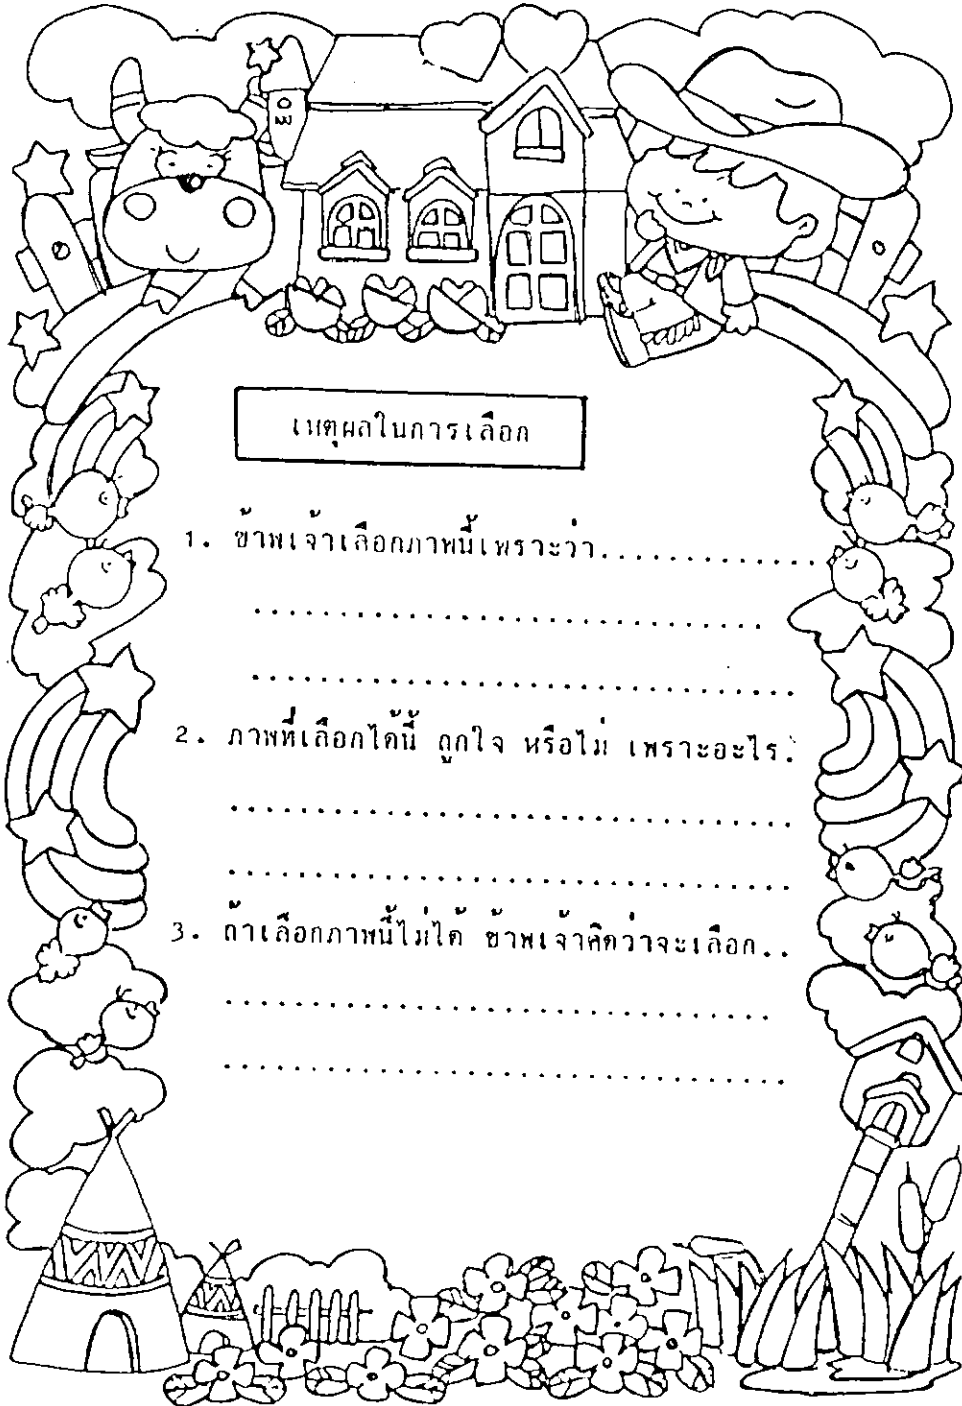 เหตุผลในการเลือก
1. ข้าพเจ้าเลือกภาพนี้เพราะว่า.............
..............................
................................
2. ภาพที่เลือกได้นี้ ถูกใจ หรือไม่ เพราะอะไร.
.................................
.................................
3. ถ้าเลือกภาพนี้ไม่ได้ ข้าพเจ้าคิดว่าจะเลือก..
................................
.................................